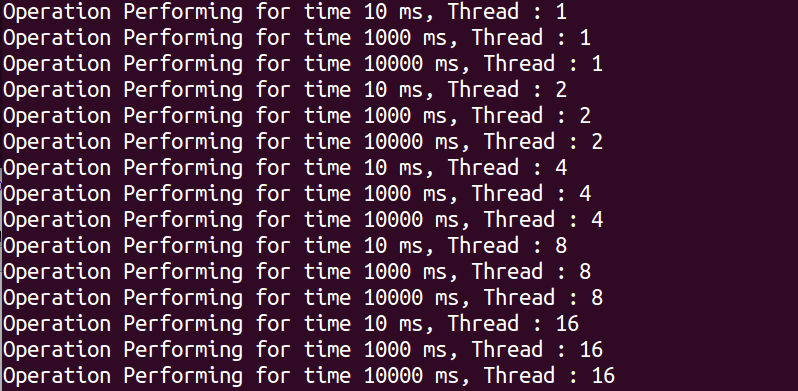 Operation Performing for time 10 ms, Thread : 1
Operation Performing for time 1000 ms, Thread : 1
Operation Performing for time 10000 ms, Thread : 1
Operation Performing for time 10 ms, Thread : 2
Operation Performing for time 1000 ms, Thread : 2
Operation Performing for time 10000 ms, Thread : 2
Operation Performing for time 10 ms, Thread : 4
Operation Performing for time 1000 ms, Thread : 4
Operation Performing for time 10000 ms, Thread : 4
Operation Performing for time 10 ms, Thread : 8
Operation Performing for time 1000 ms, Thread : 8
Operation Performing for time 10000 ms, Thread : 8
Operation Performing for time 10 ms, Thread : 16
Operation Performing for time 1000 ms, Thread : 16
Operation Performing for time 10000 ms, Thread : 16